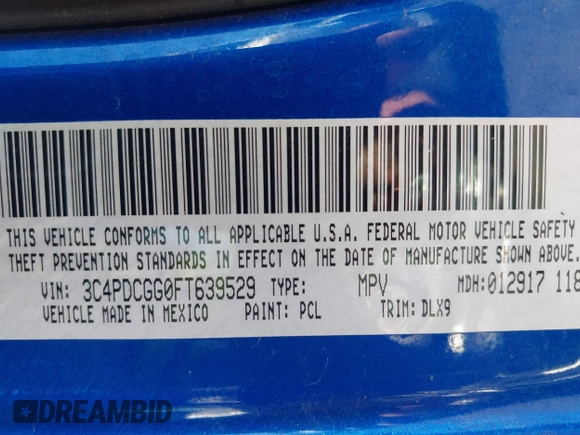 THIS VEHICLE CONFORMS TO ALL APPLICABLE U.S.A. FEDERAL MOTOR VEHICLE SAFETY
THEFT PREVENTION STANDARDS IN EFFECT ON THE DATE OF MANUFACTURE SHOWN ABOVE.
VIN: 3C4PDCGG0FT639529 TYPE: MPV MDH:012917 118
VEHICLE MADE IN MEXICO PAINT: PCL TRIM: DLX9
DREAMBID